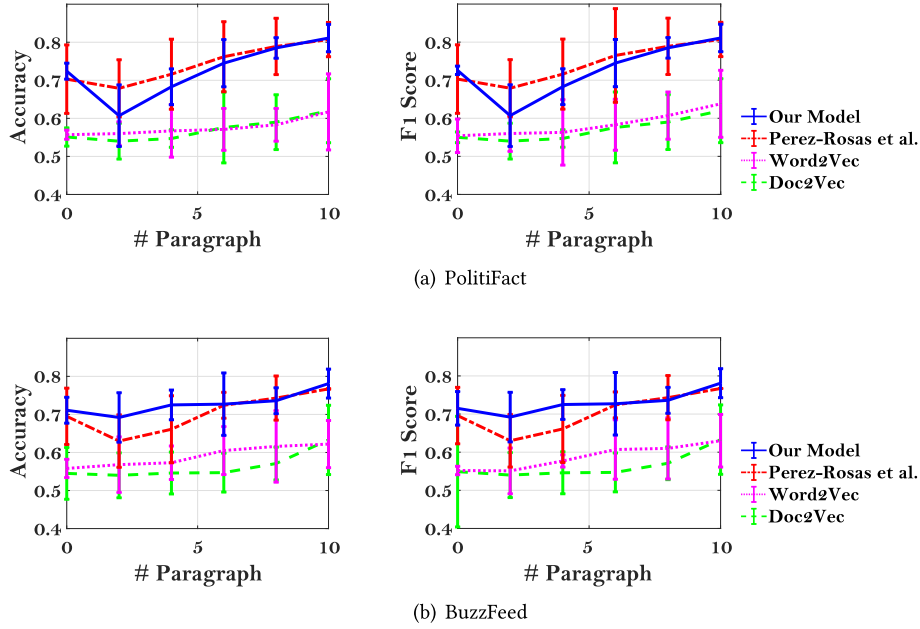 Accuracy
0.8
0.7
0.6
0.5
0.4
0 5 10
# Paragraph
F1 Score
0.8
0.7
0.6
0.5
0.4
0 5 10
# Paragraph
Our Model
Perez-Rosas et al.
Word2Vec
Doc2Vec
(a) PolitiFact
Accuracy
0.8
0.7
0.6
0.5
0.4
0 5 10
# Paragraph
F1 Score
0.8
0.7
0.6
0.5
0.4
0 5 10
# Paragraph
Our Model
Perez-Rosas et al.
Word2Vec
Doc2Vec
(b) BuzzFeed